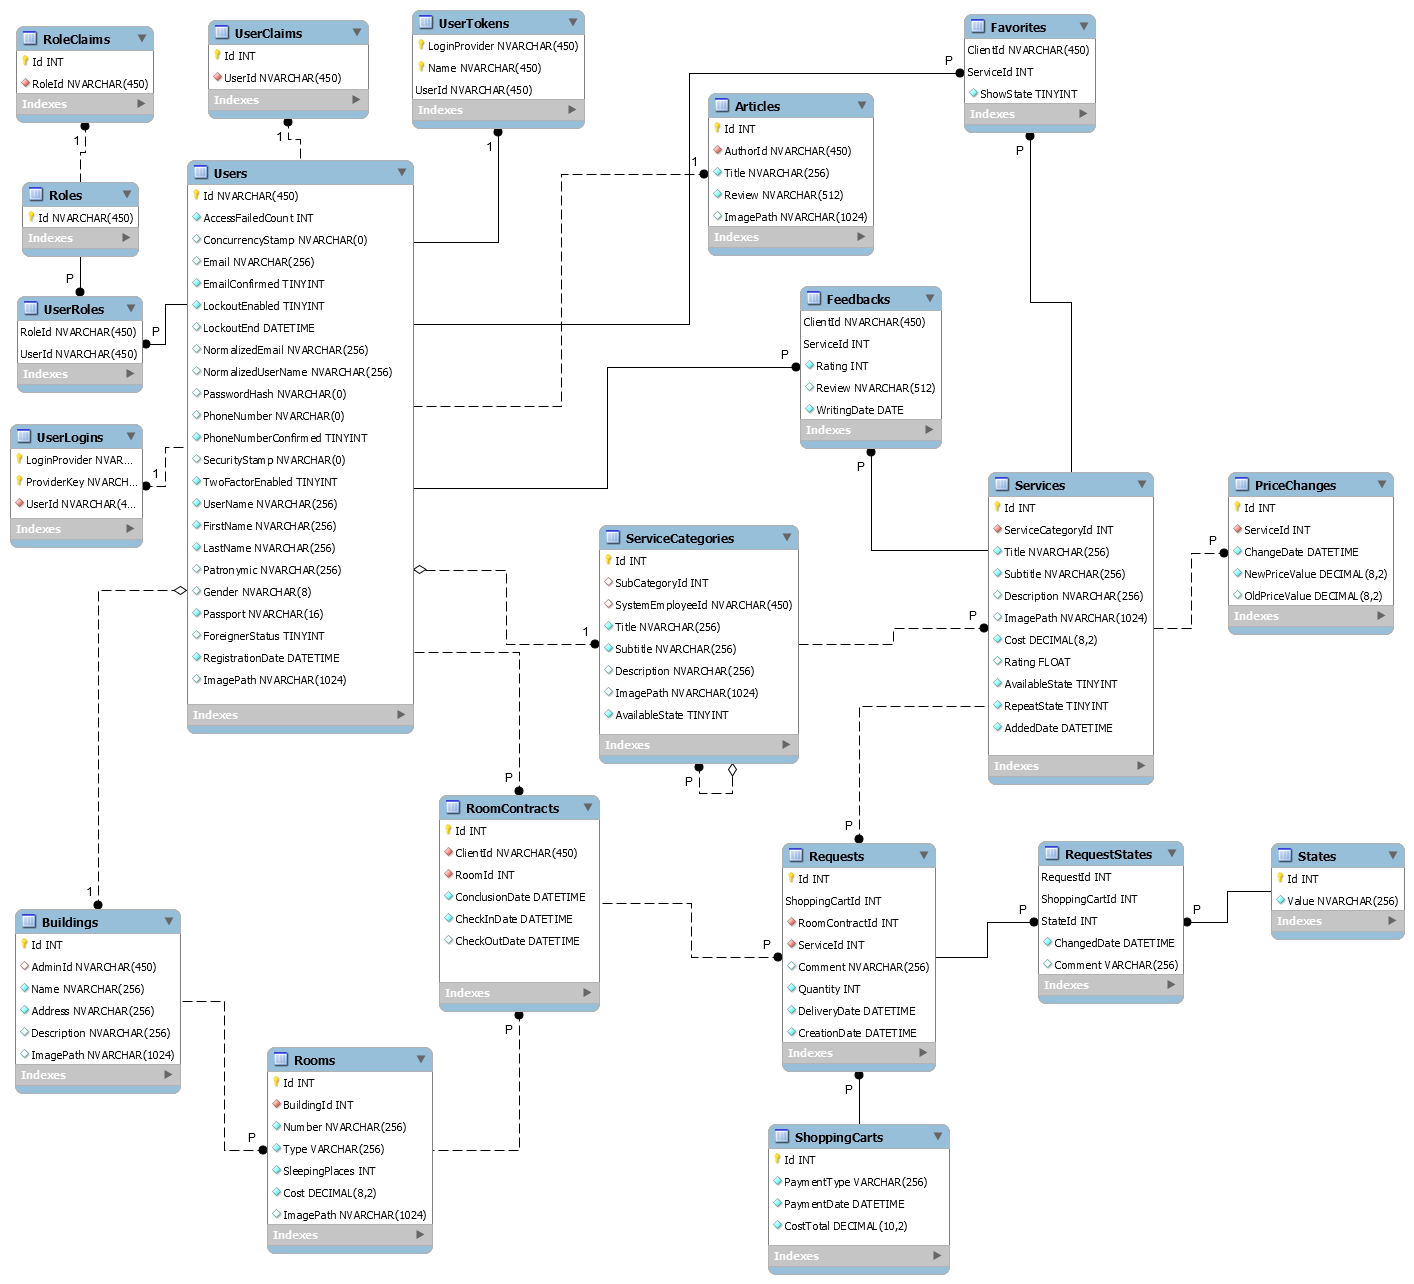 RoleClaims
Id INT
RoleId NVARCHAR(450)
Indexes
1
Roles
Id NVARCHAR(450)
Indexes
P
UserRoles
RoleId NVARCHAR(450)
UserId NVARCHAR(450)
Indexes
P
UserLogins
LoginProvider NVAR...
ProviderKey NVARCH...
UserId NVARCHAR(4...
Indexes
1
UserClaims
Id INT
UserId NVARCHAR(450)
Indexes
1
UserTokens
LoginProvider NVARCHAR(450)
Name NVARCHAR(450)
UserId NVARCHAR(450)
Indexes
1
Users
Id NVARCHAR(450)
AccessFailedCount INT
ConcurrencyStamp NVARCHAR(0)
Email NVARCHAR(256)
EmailConfirmed TINYINT
LockoutEnabled TINYINT
LockoutEnd DATETIME
NormalizedEmail NVARCHAR(256)
NormalizedUserName NVARCHAR(256)
PasswordHash NVARCHAR(0)
PhoneNumber NVARCHAR(0)
PhoneNumberConfirmed TINYINT
SecurityStamp NVARCHAR(0)
TwoFactorEnabled TINYINT
UserName NVARCHAR(256)
FirstName NVARCHAR(256)
LastName NVARCHAR(256)
Patronymic NVARCHAR(256)
Gender NVARCHAR(8)
Passport NVARCHAR(16)
ForeignerStatus TINYINT
RegistrationDate DATETIME
ImagePath NVARCHAR(1024)
Indexes
Articles
Id INT
AuthorId NVARCHAR(450)
Title NVARCHAR(256)
Review NVARCHAR(512)
ImagePath NVARCHAR(1024)
Indexes
1
Favorites
ClientId NVARCHAR(450)
ServiceId INT
ShowState TINYINT
Indexes
P
P
Feedbacks
ClientId NVARCHAR(450)
ServiceId INT
Rating INT
Review NVARCHAR(512)
WritingDate DATE
Indexes
P
P
ServiceCategories
Id INT
SubCategoryId INT
SystemEmployeeId NVARCHAR(450)
Title NVARCHAR(256)
Subtitle NVARCHAR(256)
Description NVARCHAR(256)
ImagePath NVARCHAR(1024)
AvailableState TINYINT
Indexes
1
P
Services
Id INT
ServiceCategoryId INT
Title NVARCHAR(256)
Subtitle NVARCHAR(256)
Description NVARCHAR(256)
ImagePath NVARCHAR(1024)
Cost DECIMAL(8,2)
Rating FLOAT
AvailableState TINYINT
RepeatState TINYINT
AddedDate DATETIME
Indexes
P
PriceChanges
Id INT
ServiceId INT
ChangeDate DATETIME
NewPriceValue DECIMAL(8,2)
OldPriceValue DECIMAL(8,2)
Indexes
P
RoomContracts
Id INT
ClientId NVARCHAR(450)
RoomId INT
ConclusionDate DATETIME
CheckInDate DATETIME
CheckOutDate DATETIME
Indexes
P
P
Requests
Id INT
ShoppingCartId INT
RoomContractId INT
ServiceId INT
Comment NVARCHAR(256)
Quantity INT
DeliveryDate DATETIME
CreationDate DATETIME
Indexes
P
P
P
RequestStates
RequestId INT
ShoppingCartId INT
StateId INT
ChangedDate DATETIME
Comment VARCHAR(256)
Indexes
P
P
States
Id INT
Value NVARCHAR(256)
Indexes
Buildings
Id INT
AdminId NVARCHAR(450)
Name NVARCHAR(256)
Address NVARCHAR(256)
Description NVARCHAR(256)
ImagePath NVARCHAR(1024)
Indexes
1
Rooms
Id INT
BuildingId INT
Number NVARCHAR(256)
Type VARCHAR(256)
SleepingPlaces INT
Cost DECIMAL(8,2)
ImagePath NVARCHAR(1024)
Indexes
P
ShoppingCarts
Id INT
PaymentType VARCHAR(256)
PaymentDate DATETIME
CostTotal DECIMAL(10,2)
Indexes